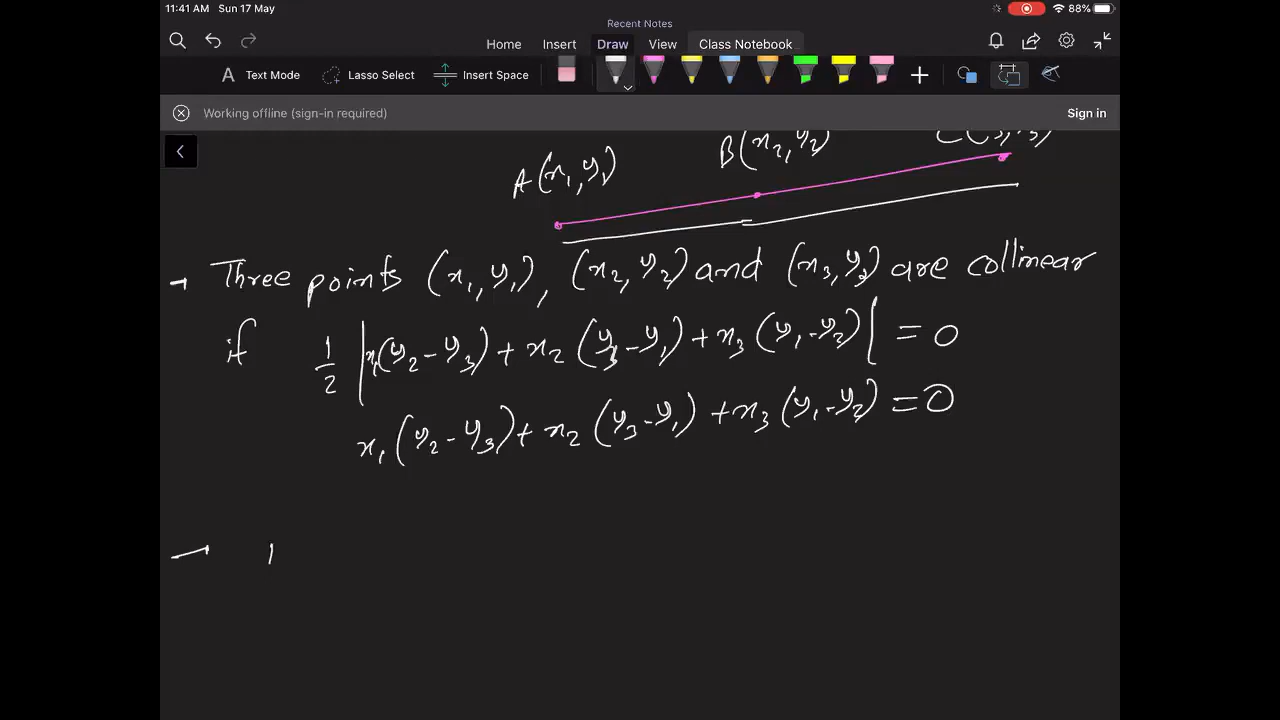 11:41 AM Sun 17 May
88%
Recent Notes
Home Insert Draw View Class Notebook
A Text Mode Lasso Select Insert Space
Working offline (sign-in required) Sign in
A(x₁, y₁) B(x₂, y₂)
Three points (x₁, y₁), (x₂, y₂) and (x₃, y₃) are collinear
if 1/2 |x₁(y₂ - y₃) + x₂(y₃ - y₁) + x₃(y₁ - y₂)| = 0
x₁(y₂ - y₃) + x₂(y₃ - y₁) + x₃(y₁ - y₂) = 0